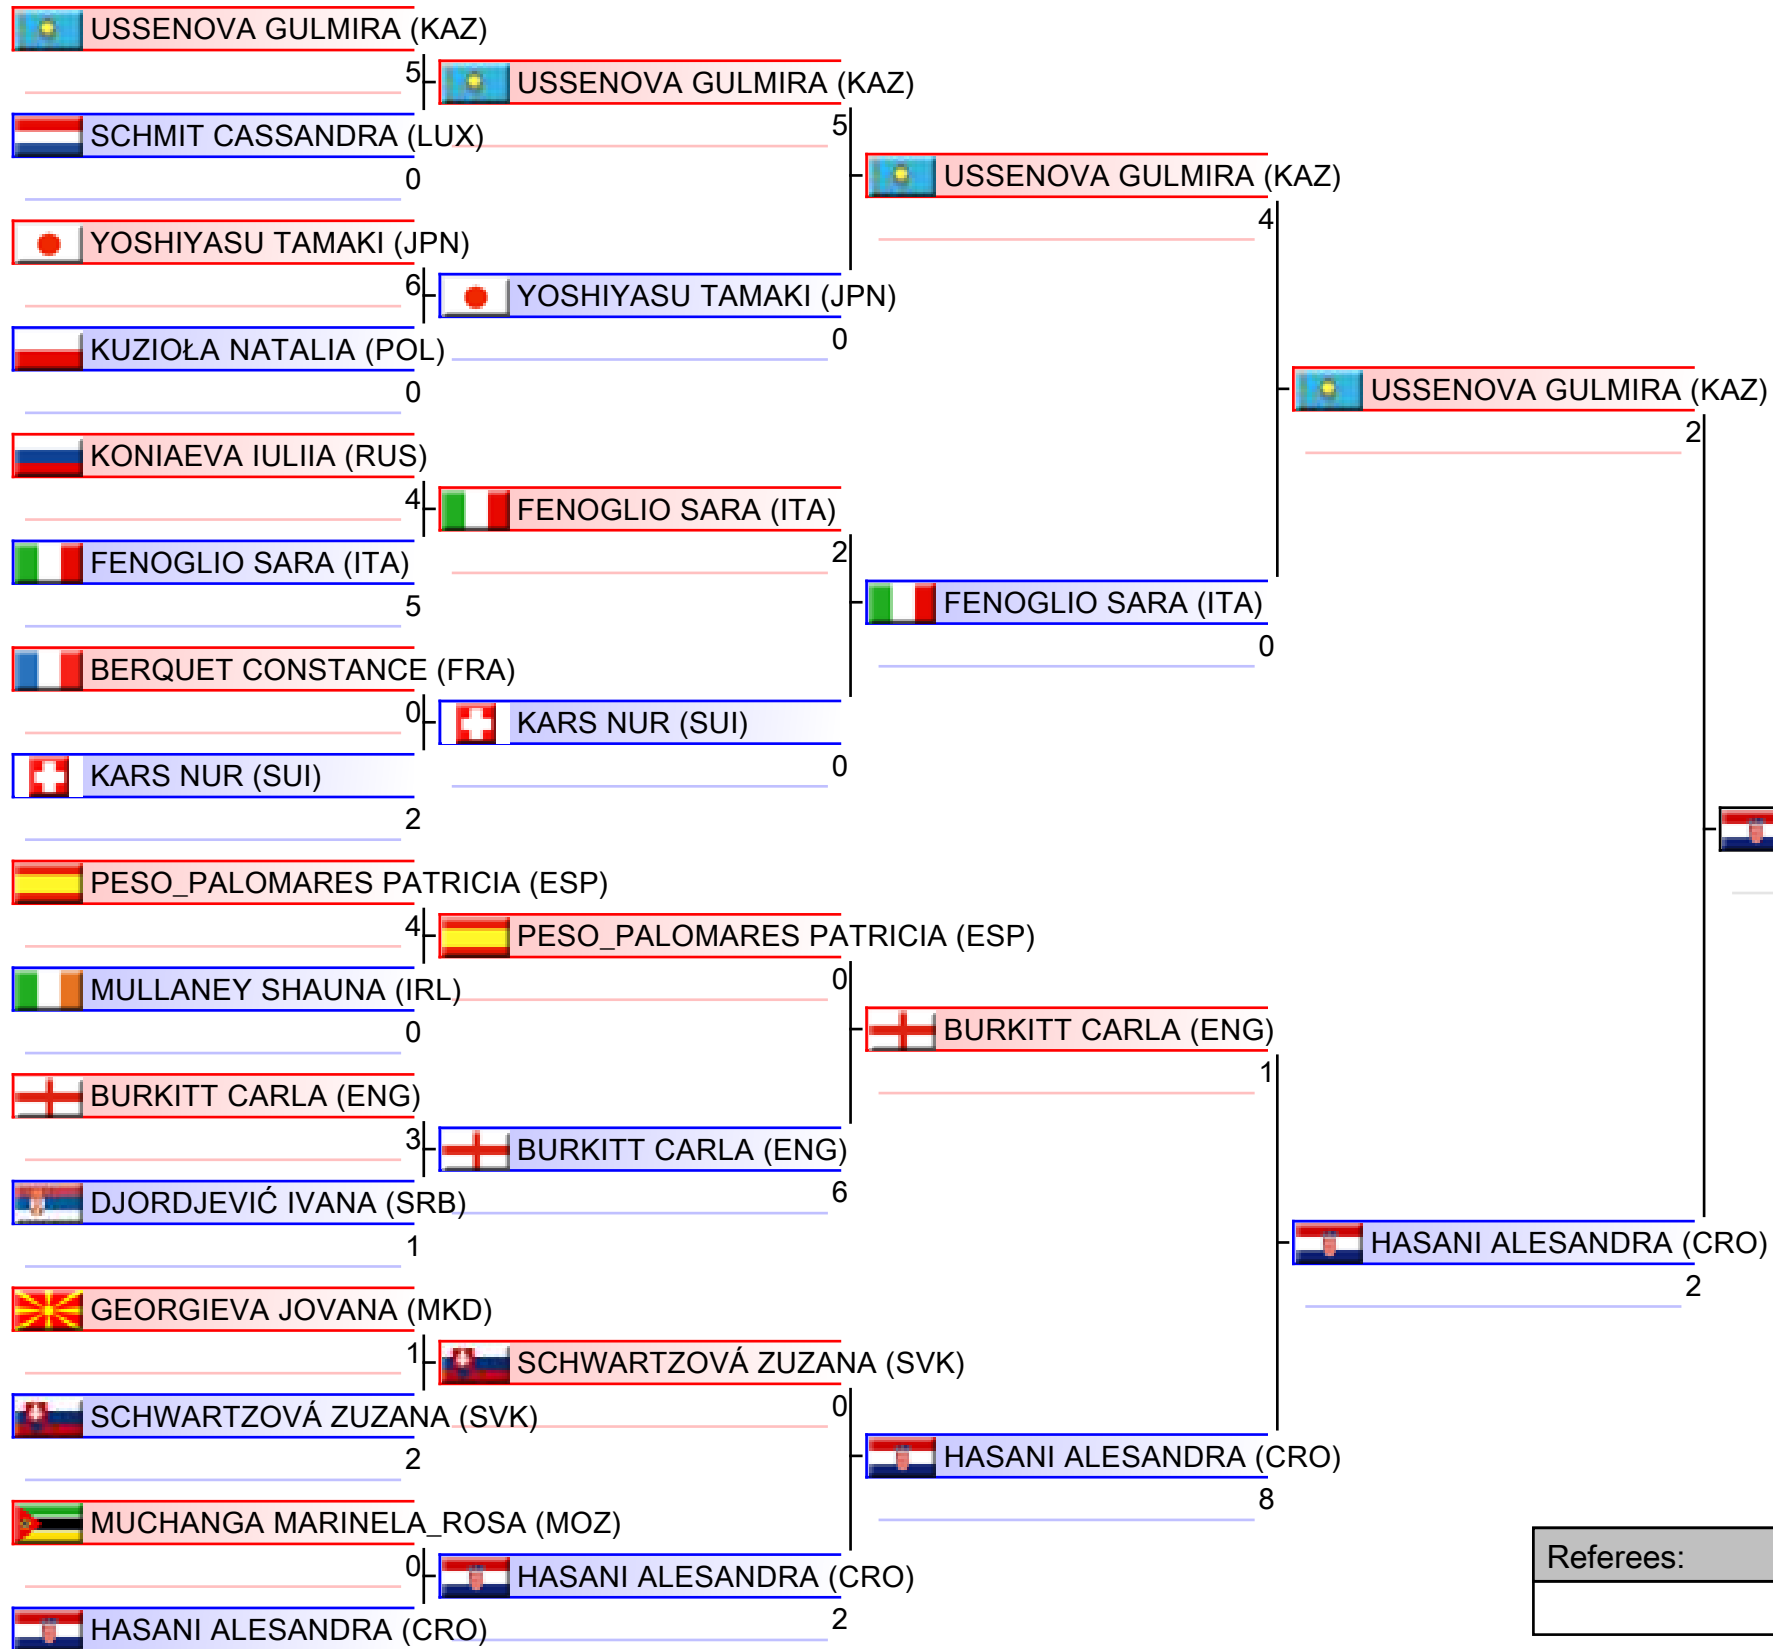 USSENOVA GULMIRA (KAZ)
5
SCHMIT CASSANDRA (LUX)
0
YOSHIYASU TAMAKI (JPN)
6
KUZIOŁA NATALIA (POL)
0
KONIAEVA IULIIA (RUS)
4
FENOGLIO SARA (ITA)
5
BERQUET CONSTANCE (FRA)
0
KARS NUR (SUI)
2
PESO_PALOMARES PATRICIA (ESP)
4
MULLANEY SHAUNA (IRL)
0
BURKITT CARLA (ENG)
3
DJORDJEVIĆ IVANA (SRB)
1
GEORGIEVA JOVANA (MKD)
1
SCHWARTZOVÁ ZUZANA (SVK)
2
MUCHANGA MARINELA_ROSA (MOZ)
0
HASANI ALESANDRA (CRO)
USSENOVA GULMIRA (KAZ)
5
YOSHIYASU TAMAKI (JPN)
0
FENOGLIO SARA (ITA)
2
KARS NUR (SUI)
0
PESO_PALOMARES PATRICIA (ESP)
0
BURKITT CARLA (ENG)
6
SCHWARTZOVÁ ZUZANA (SVK)
0
HASANI ALESANDRA (CRO)
2
USSENOVA GULMIRA (KAZ)
4
FENOGLIO SARA (ITA)
0
BURKITT CARLA (ENG)
1
HASANI ALESANDRA (CRO)
8
USSENOVA GULMIRA (KAZ)
2
HASANI ALESANDRA (CRO)
2
Referees: